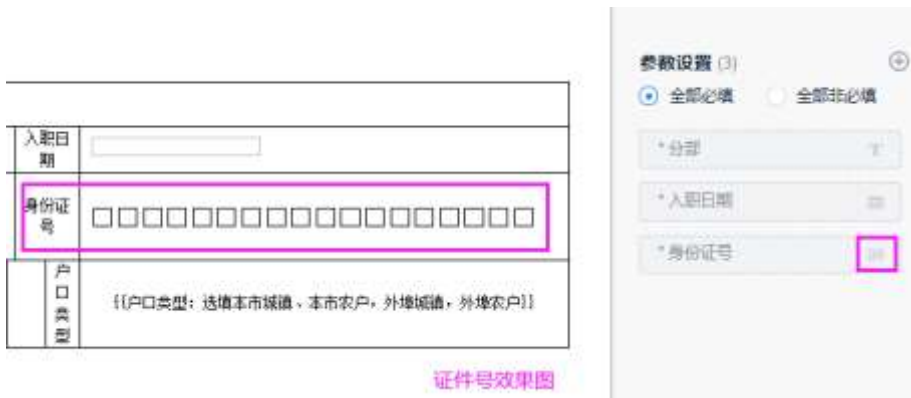 参数设置 (3)
全部必填 全部非必填
入职日期
* 分部
* 入职日期
身份证号
□□□□□□□□□□□□□□□□□□
* 身份证号
户口类型
{{户口类型：选填本市城镇、本市农户，外埠城镇，外埠农户}}
证件号效果图